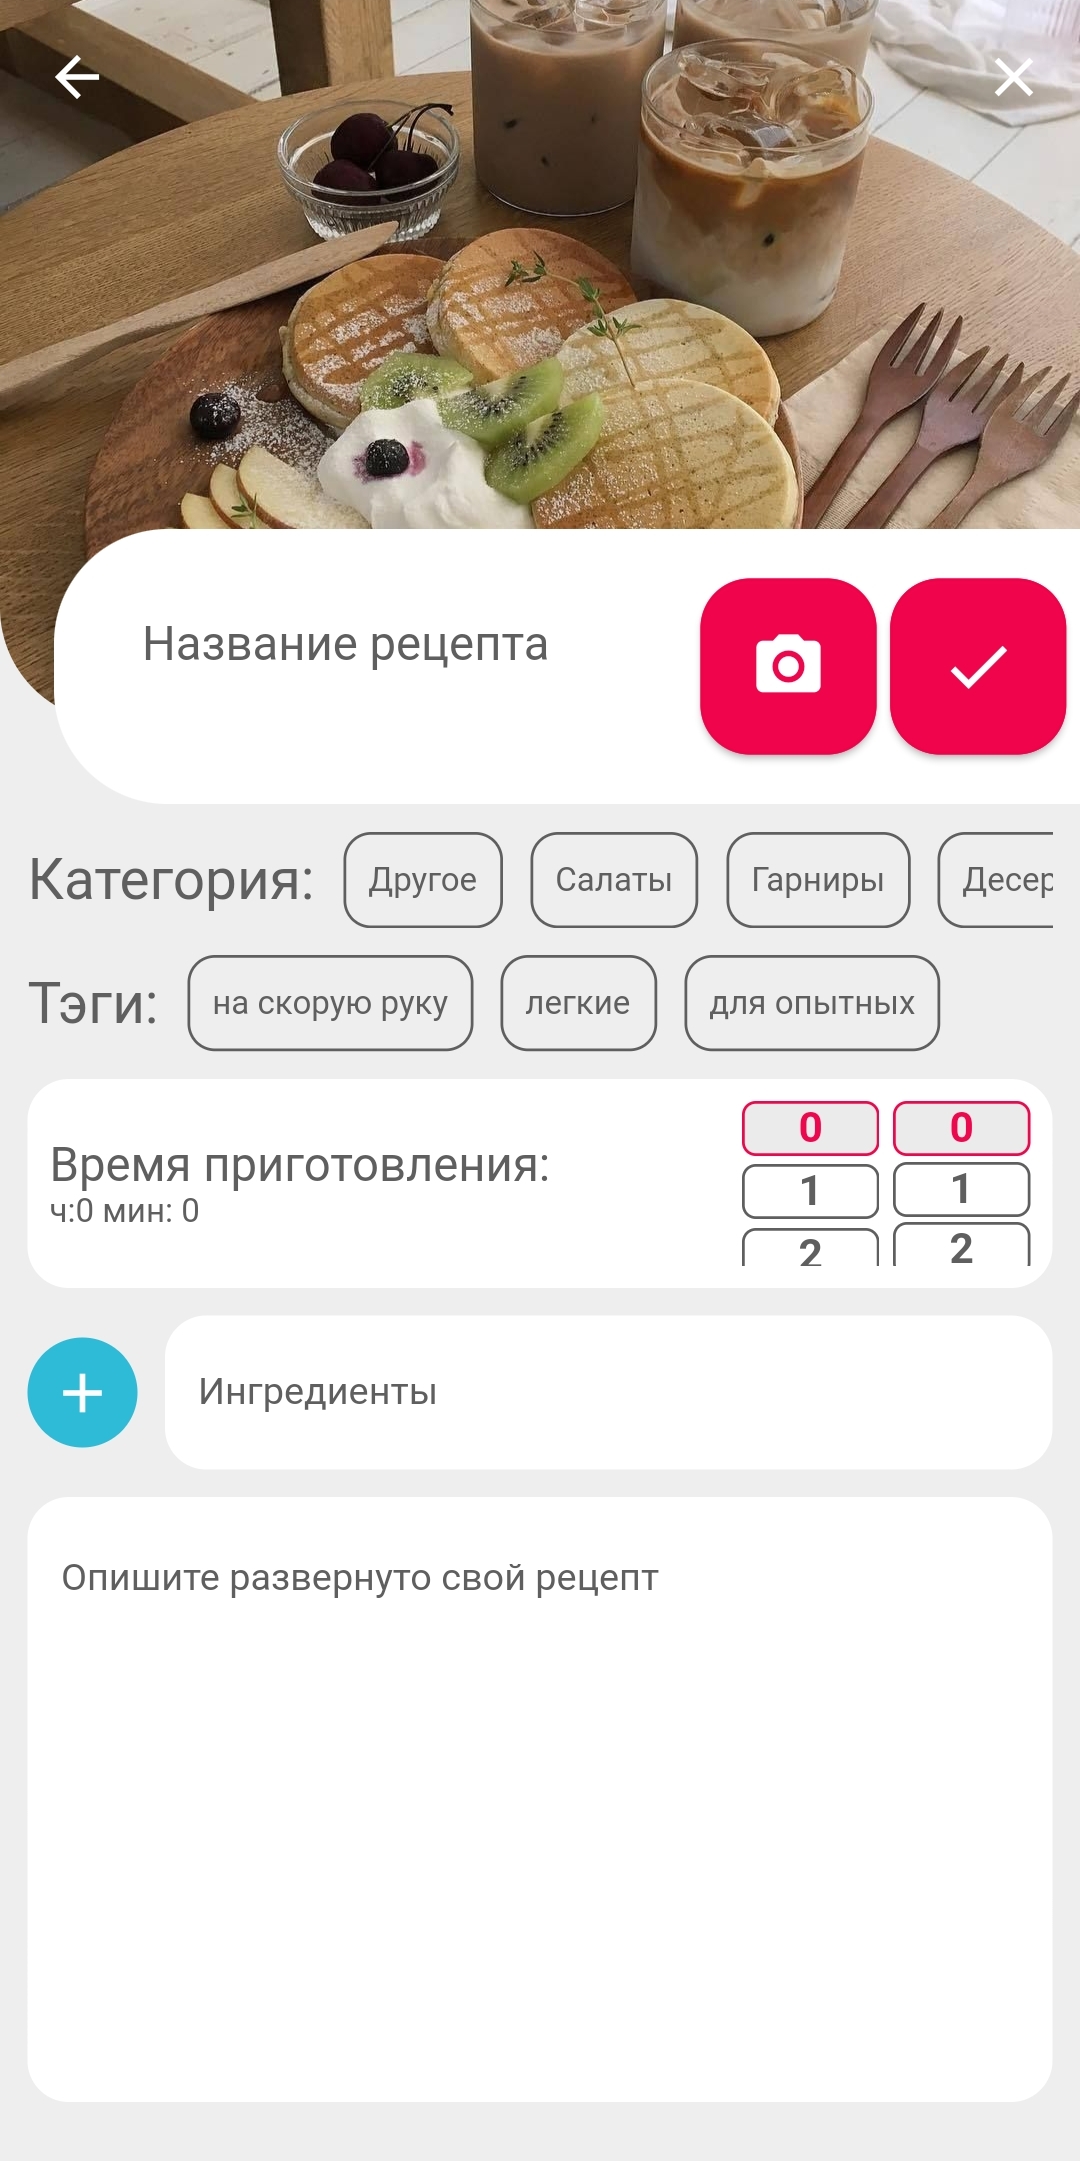 Название рецепта
Категория: Другое Салаты Гарниры Десер
Тэги: на скорую руку легкие для опытных
Время приготовления:
ч:0 мин: 0
0 0
1 1
2 2
Ингредиенты
Опишите развернуто свой рецепт